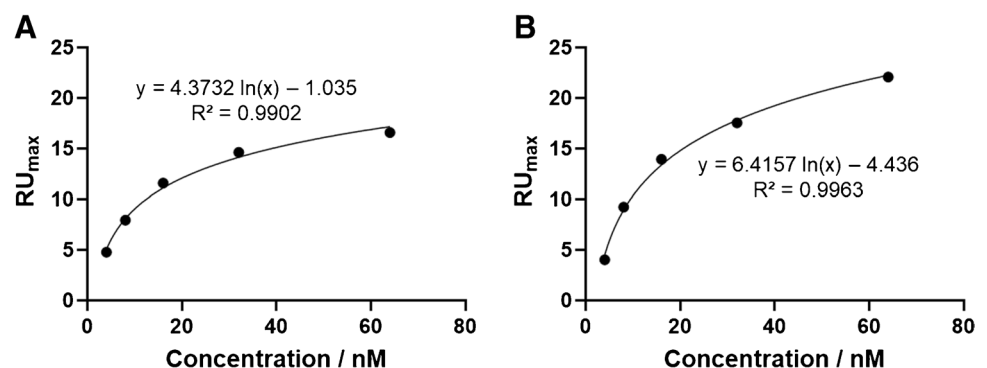 A
25
20
15
10
5
0
RUmax
y = 4.3732 ln(x) – 1.035
R² = 0.9902
0 20 40 60 80
Concentration / nM
B
25
20
15
10
5
0
RUmax
y = 6.4157 ln(x) – 4.436
R² = 0.9963
0 20 40 60 80
Concentration / nM